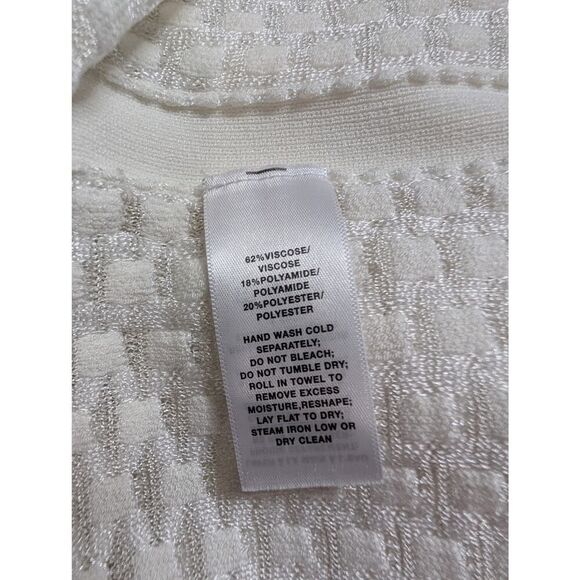 62%VISCOSE/
VISCOSE
18%POLYAMIDE/
POLYAMIDE
20%POLYESTER/
POLYESTER
HAND WASH COLD
SEPARATELY;
DO NOT BLEACH;
DO NOT TUMBLE DRY;
ROLL IN TOWEL TO
REMOVE EXCESS
MOISTURE,RESHAPE;
LAY FLAT TO DRY;
STEAM IRON LOW OR
DRY CLEAN